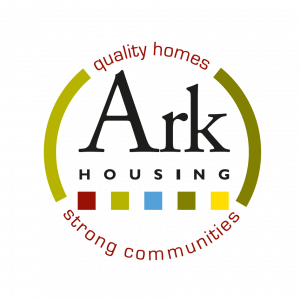 quality homes
Ark
HOUSING
strong communities